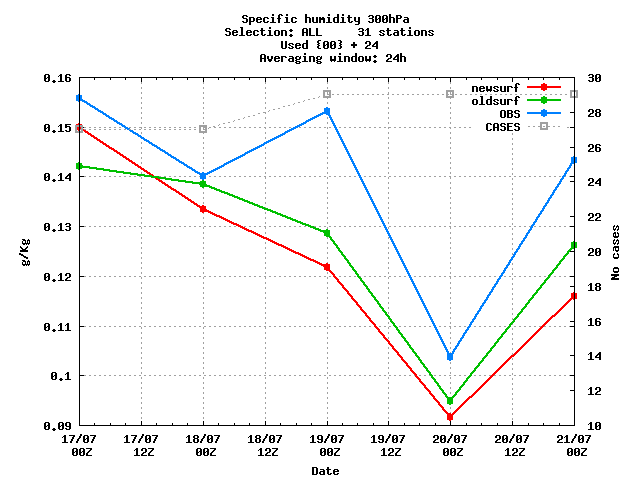 Specific humidity 300hPa
Selection: ALL     31 stations
Used {00} + 24
Averaging window: 24h
0.16
0.15
0.14
0.13
0.12
0.11
0.1
0.09
g/Kg
30
28
26
24
22
20
18
16
14
12
10
No cases
newsurf
oldsurf
OBS
CASES
17/07 17/07 18/07 18/07 19/07 19/07 20/07 20/07 21/07
00Z 12Z 00Z 12Z 00Z 12Z 00Z 12Z 00Z
Date